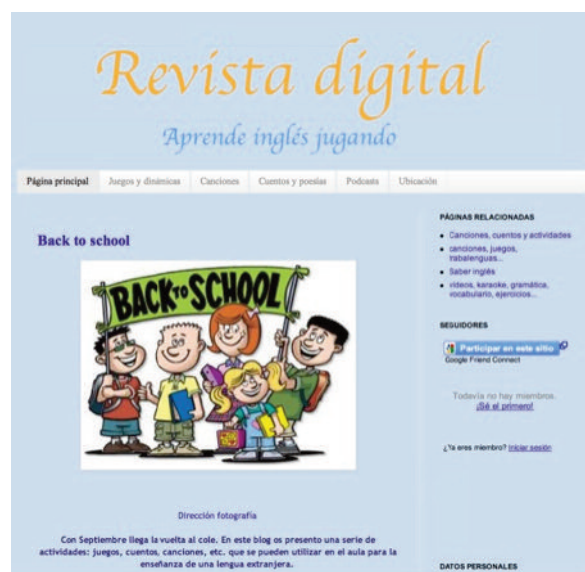 Revista digital
Aprende inglés jugando
Página principal Juegos y dinámicas Canciones Cuentos y poesías Podcasts Ubicación
Back to school
BACK TO SCHOOL
Dirección fotografía
Con Septiembre llega la vuelta al cole. En este blog os presento una serie de
actividades: juegos, cuentos, canciones, etc. que se pueden utilizar en el aula para la
enseñanza de una lengua extranjera.
PÁGINAS RELACIONADAS
Canciones, cuentos y actividades
canciones, juegos,
trabalenguas...
Saber inglés
vídeos, karaoke, gramática,
vocabulario, ejercicios...
SEGUIDORES
Participar en este sitio
Google Friend Connect
Todavía no hay miembros.
¡Sé el primero!
¿Ya eres miembro? Iniciar sesión
DATOS PERSONALES